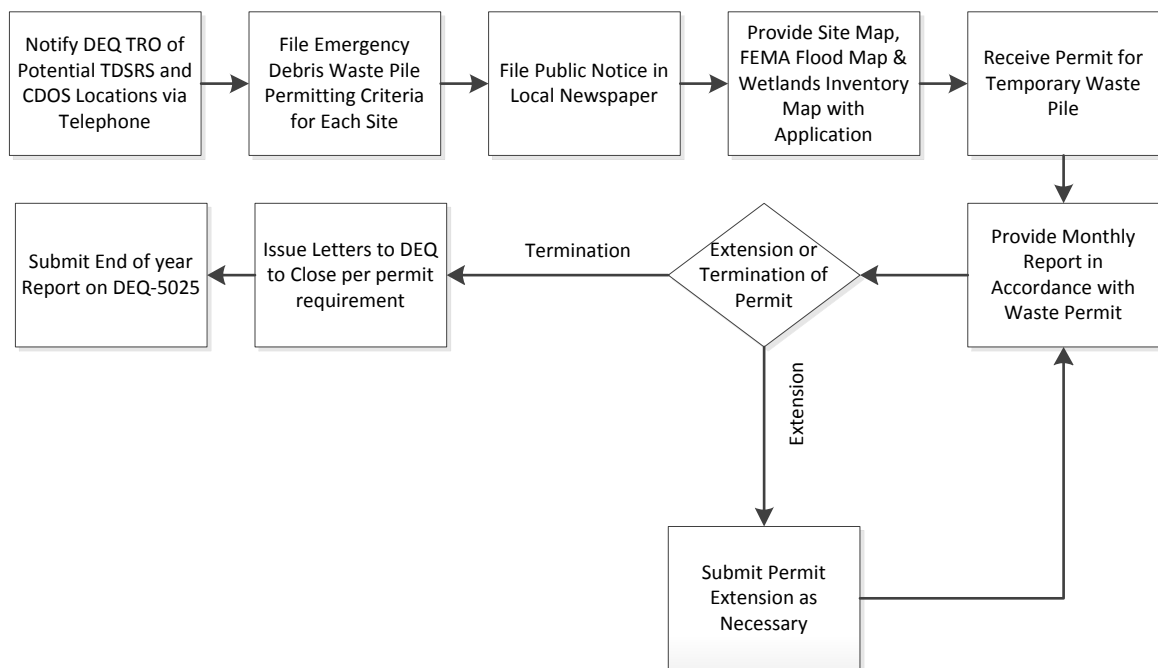 Notify DEQ TRO of
Potential TDSRS and
CDOS Locations via
Telephone
File Emergency
Debris Waste Pile
Permitting Criteria
for Each Site
File Public Notice in
Local Newspaper
Provide Site Map,
FEMA Flood Map &
Wetlands Inventory
Map with
Application
Receive Permit for
Temporary Waste
Pile
Provide Monthly
Report in
Accordance with
Waste Permit
Extension or
Termination of
Permit
Termination
Issue Letters to DEQ
to Close per permit
requirement
Submit End of year
Report on DEQ-5025
Extension
Submit Permit
Extension as
Necessary